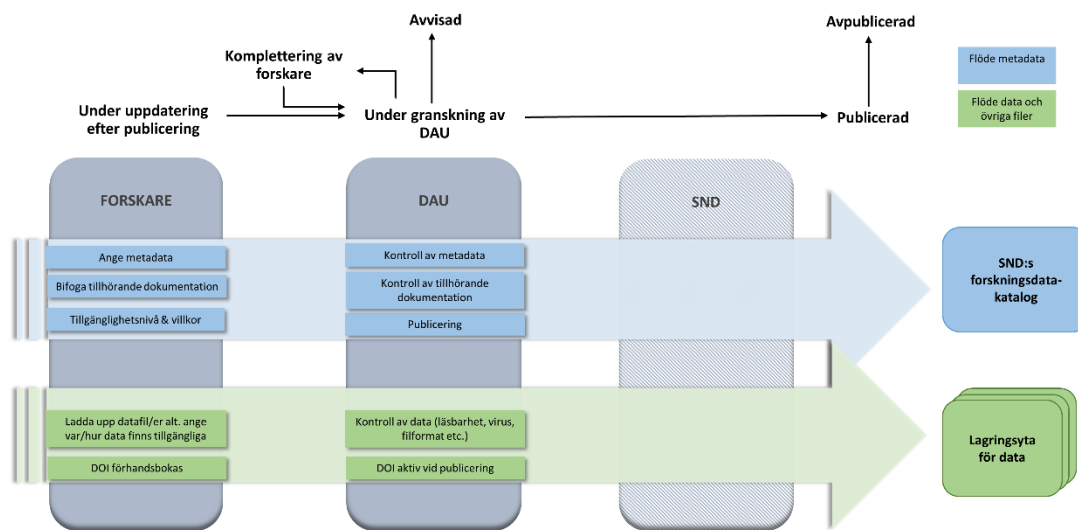 Avvisad
Avpublicerad
Komplettering av
forskare
Flöde metadata
Flöde data och
övriga filer
Under uppdatering
efter publicering
Under granskning av
DAU
Publicerad
FORSKARE
DAU
SND
Ange metadata
Bifoga tillhörande dokumentation
Tillgänglighetsnivå & villkor
Kontroll av metadata
Kontroll av tillhörande
dokumentation
Publicering
SND:s
forskningsdata-
katalog
Ladda upp datafil/er alt. ange
var/hur data finns tillgängliga
DOI förhandsbokas
Kontroll av data (läsbarhet, virus,
filformat etc.)
DOI aktiv vid publicering
Lagringsyta
för data